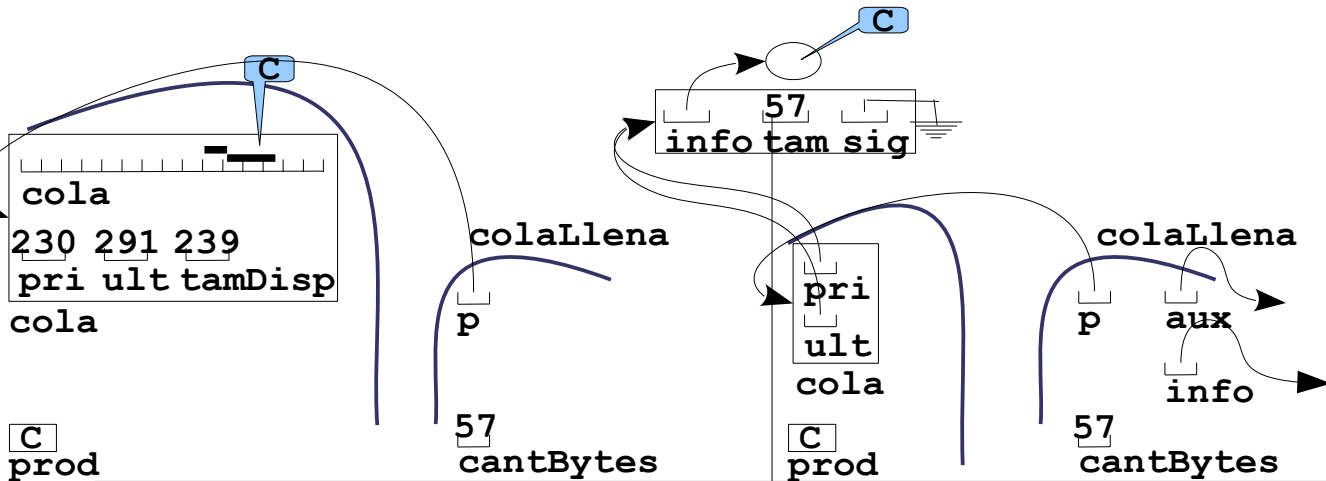 C
cola
230 291 239
pri ult tamDisp
cola
colaLlena
p
C
prod
57
cantBytes
C
57
info tam sig
pri
ult
cola
colaLlena
p aux
info
C
prod
57
cantBytes